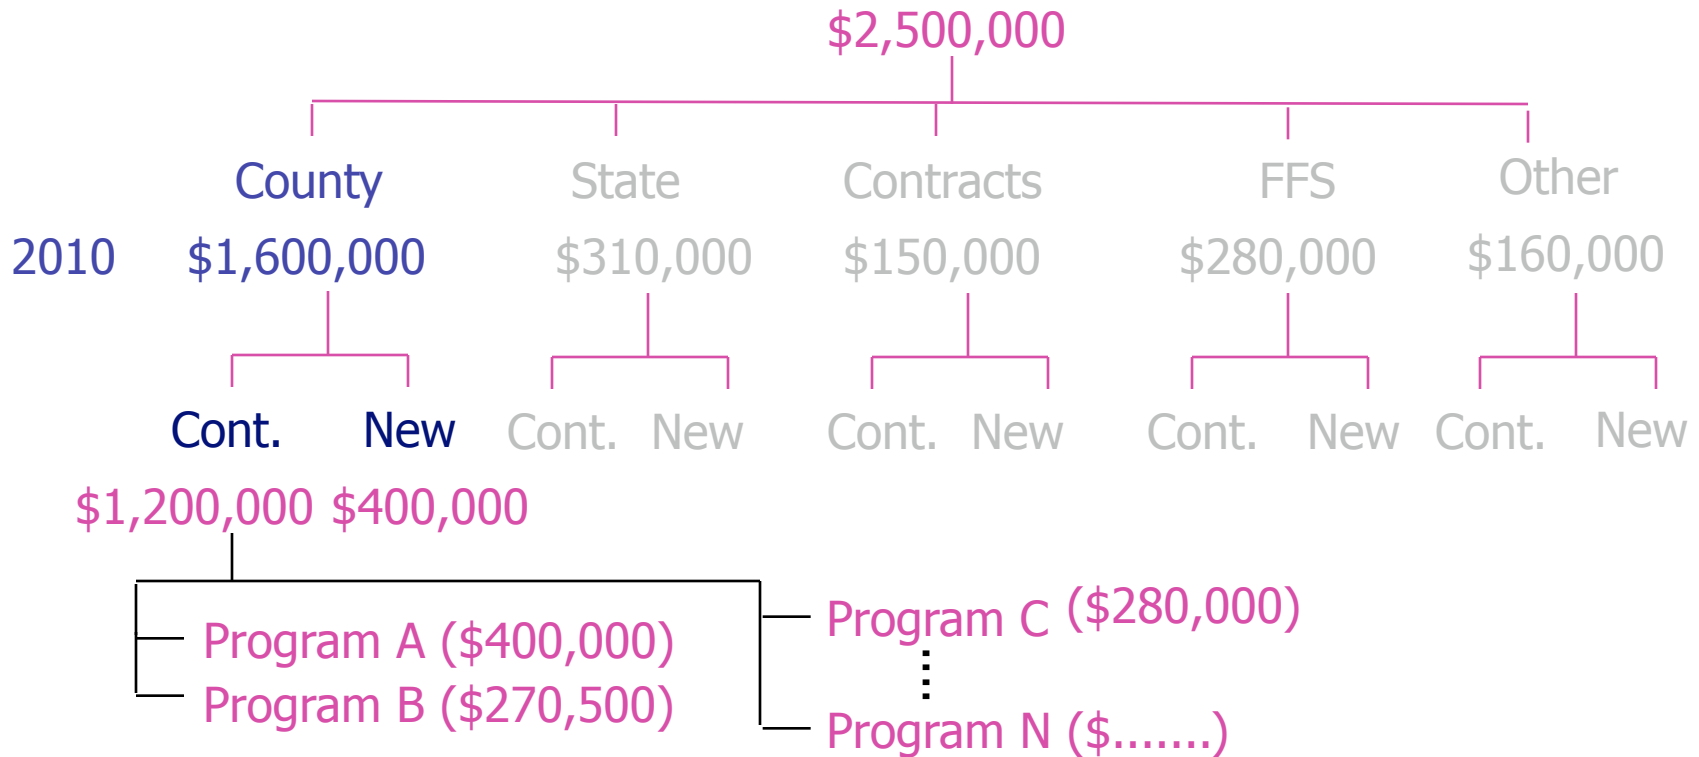 $2,500,000
County State Contracts FFS Other
2010 $1,600,000 $310,000 $150,000 $280,000 $160,000
Cont. New Cont. New Cont. New Cont. New Cont. New
$1,200,000 $400,000
Program A ($400,000)
Program B ($270,500)
Program C ($280,000)
Program N ($.......)